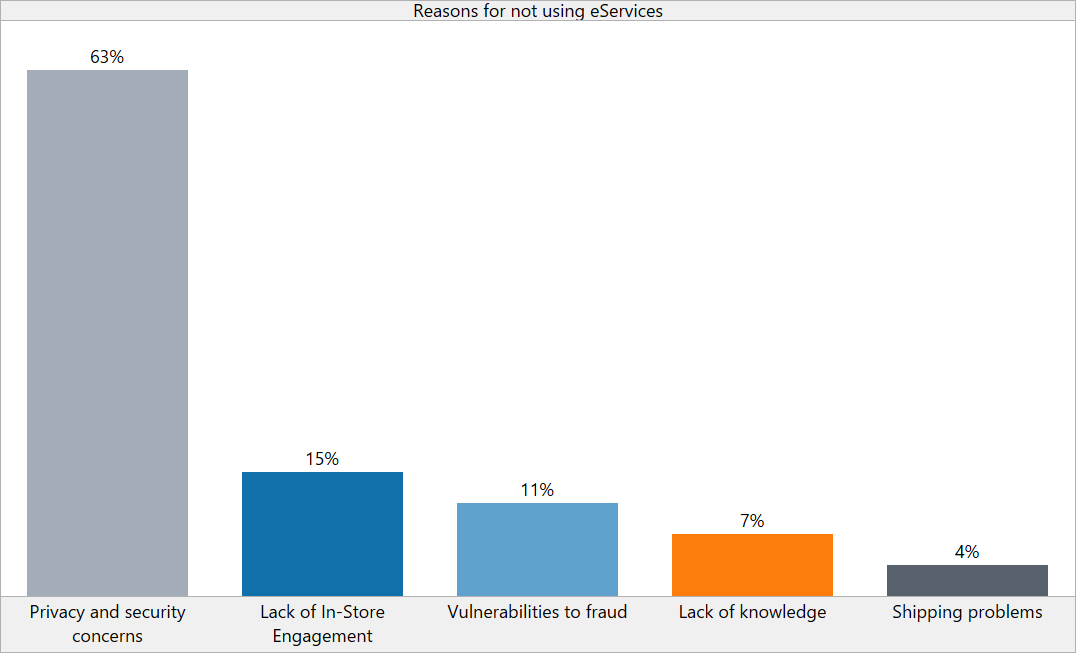 Reasons for not using eServices
63%
15%
11%
7%
4%
Privacy and security
concerns
Lack of In-Store
Engagement
Vulnerabilities to fraud
Lack of knowledge
Shipping problems